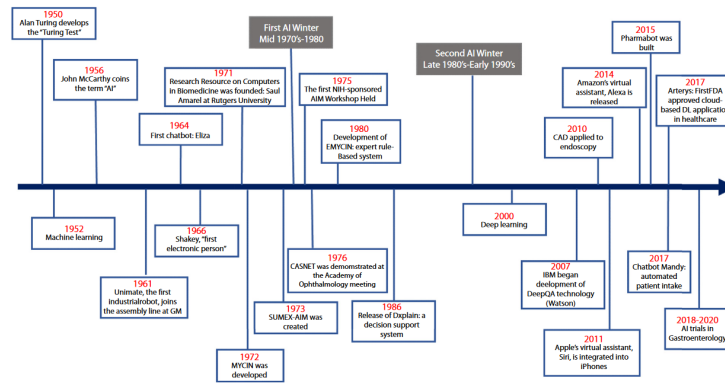 1950
Alan Turing develops
the "Turing Test"
1956
John McCarthy coins
the term "AI"
1964
First chatbot: Eliza
1971
Research Resource on Computers
in Biomedicine was founded: Saul
Amarel at Rutgers University
First AI Winter
Mid 1970's-1980
1975
The first NIH-sponsored
AIM Workshop Held
1980
Development of
EMYCIN: expert rule-
Based system
Second AI Winter
Late 1980's-Early 1990's
2010
CAD applied to
endoscopy
2014
Amazon's virtual
assistant, Alexa is
released
2015
Pharmabot was
built
2017
Arterys: FirstFDA
approved cloud-
based DL application
in healthcare
1952
Machine learning
1961
Unimate, the first
industrialrobot, joins
the assembly line at GM
1966
Shakey, "first
electronic person"
1972
MYCIN was
developed
1973
SUMEX-AIM was
created
1976
CASNET was demonstrated at
the Academy of
Ophthalmology meeting
1986
Release of Dxplain: a
decision support
system
2000
Deep learning
2007
IBM began
deelopment of
DeepQA technology
(Watson)
2011
Apple's virtual assistant,
Siri, is integrated into
iPhones
2017
Chatbot Mandy:
automated
patient intake
2018-2020
AI trials in
Gastroenterology